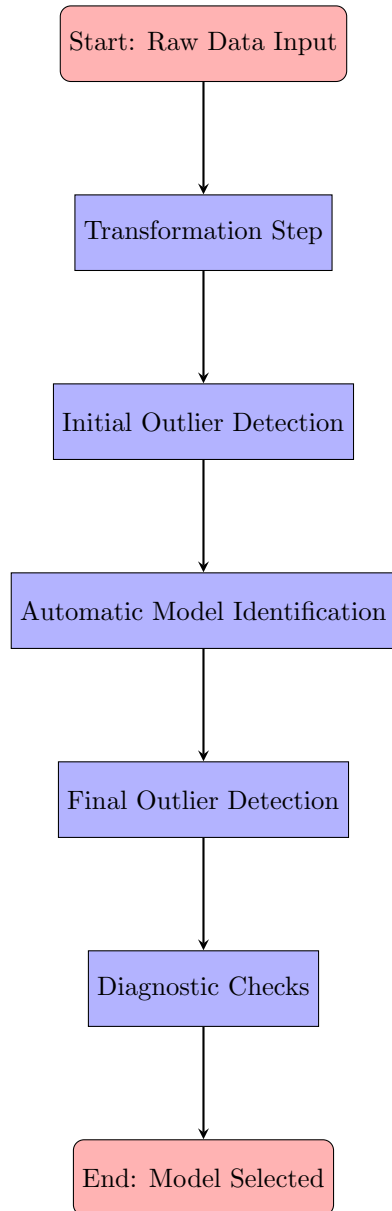 Start: Raw Data Input
Transformation Step
Initial Outlier Detection
Automatic Model Identification
Final Outlier Detection
Diagnostic Checks
End: Model Selected